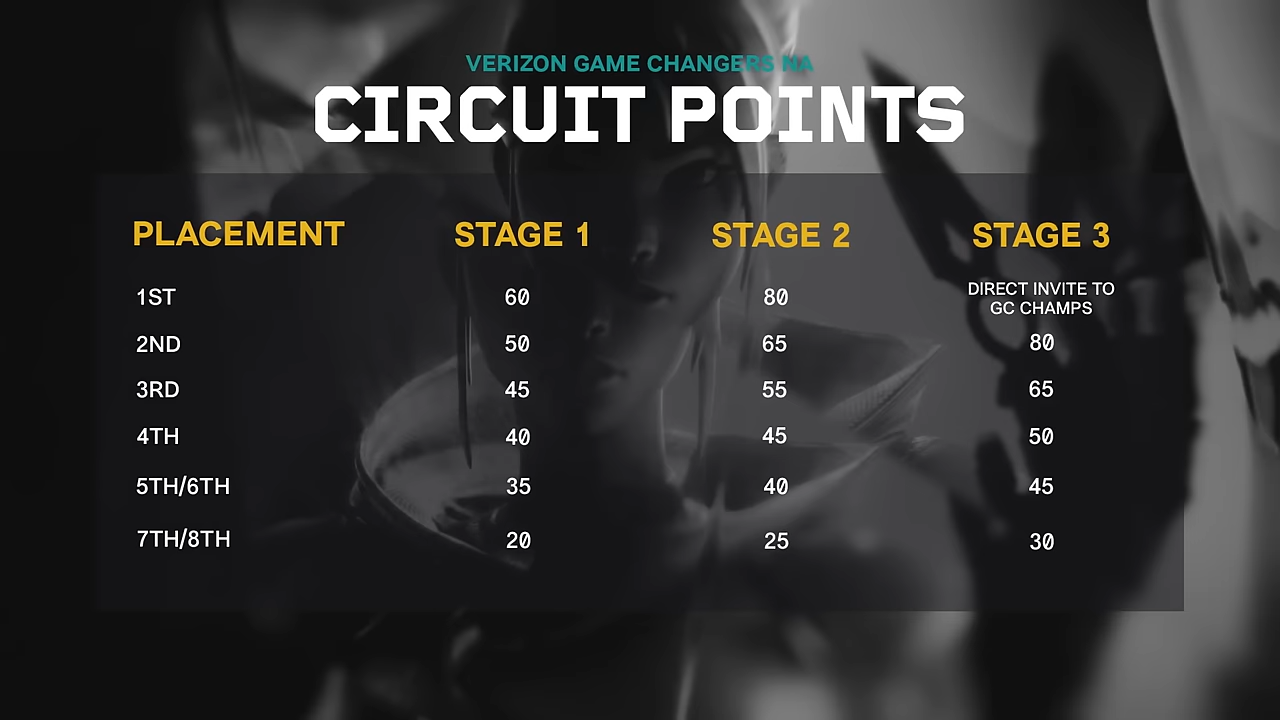 VERIZON GAME CHANGERS NA
CIRCUIT POINTS
PLACEMENT STAGE 1 STAGE 2 STAGE 3
1ST 60 80 DIRECT INVITE TO
GC CHAMPS
2ND 50 65 80
3RD 45 55 65
4TH 40 45 50
5TH/6TH 35 40 45
7TH/8TH 20 25 30